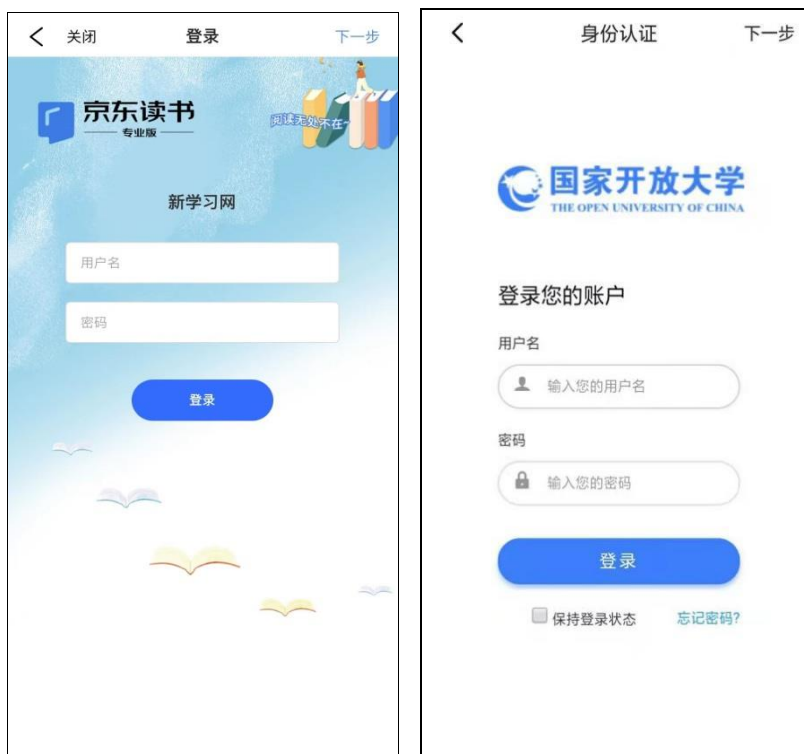 关闭
登录
下一步
京东读书
专业版
阅读无处不在~
新学习网
用户名
密码
登录
身份认证
下一步
国家开放大学
THE OPEN UNIVERSITY OF CHINA
登录您的账户
用户名
输入您的用户名
密码
输入您的密码
登录
保持登录状态
忘记密码?